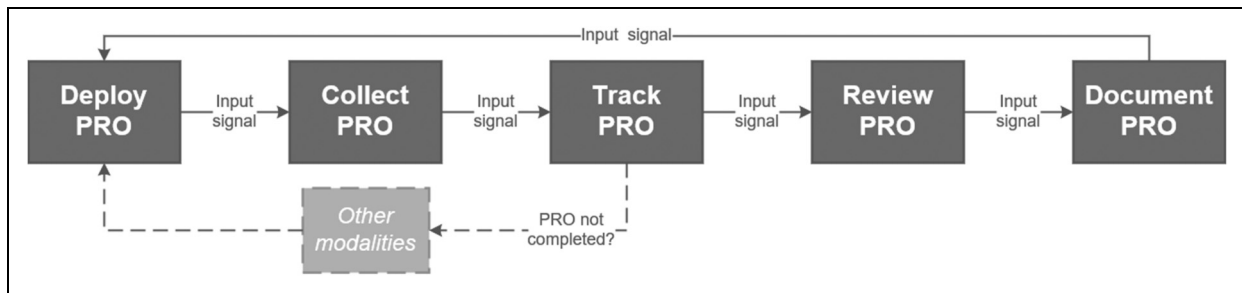 Input signal
Deploy
PRO
Input
signal
Collect
PRO
Input
signal
Track
PRO
Input
signal
Review
PRO
Input
signal
Document
PRO
Other
modalities
PRO not
completed?